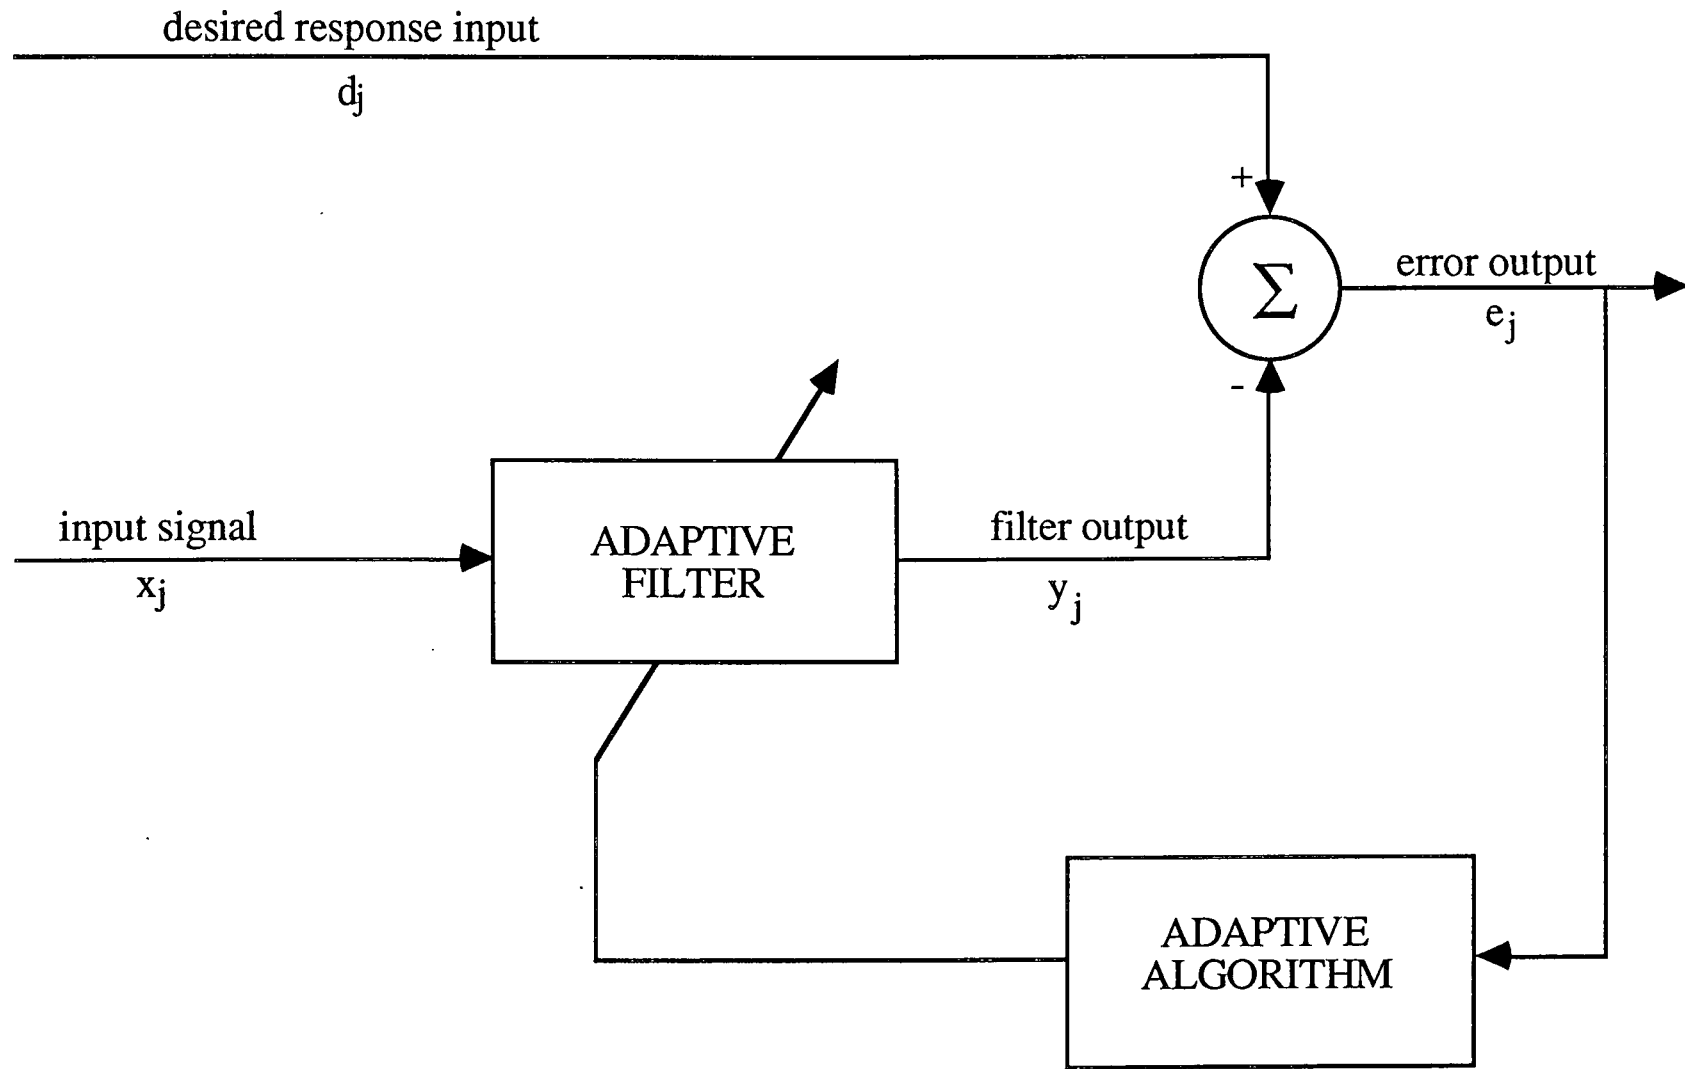 desired response input
dj
+
Σ
error output
ej
-
input signal
xj
ADAPTIVE
FILTER
filter output
yj
ADAPTIVE
ALGORITHM